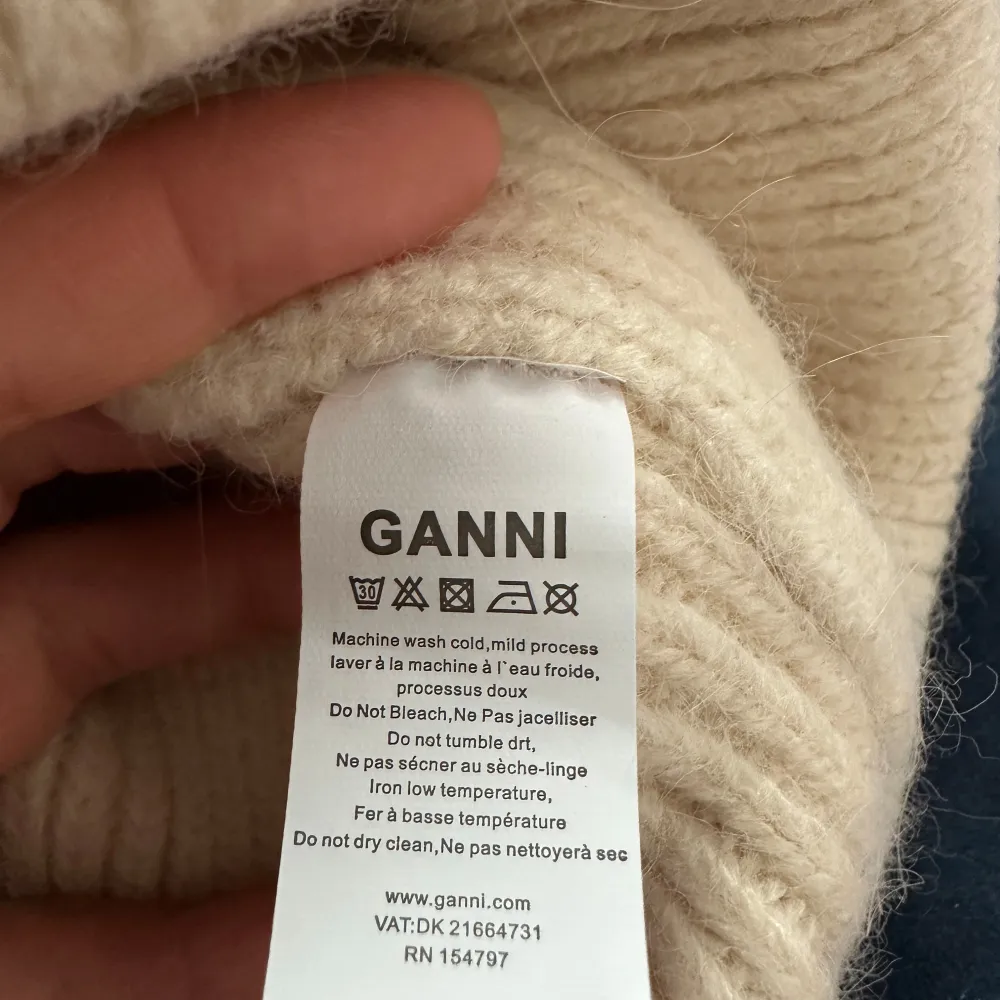 GANNI
30
Machine wash cold,mild process
laver à la machine à l`eau froide,
processus doux
Do Not Bleach,Ne Pas jacelliser
Do not tumble drt,
Ne pas sécner au sèche-linge
Iron low temperature,
Fer à basse température
Do not dry clean,Ne pas nettoyerà sec
www.ganni.com
VAT:DK 21664731
RN 154797